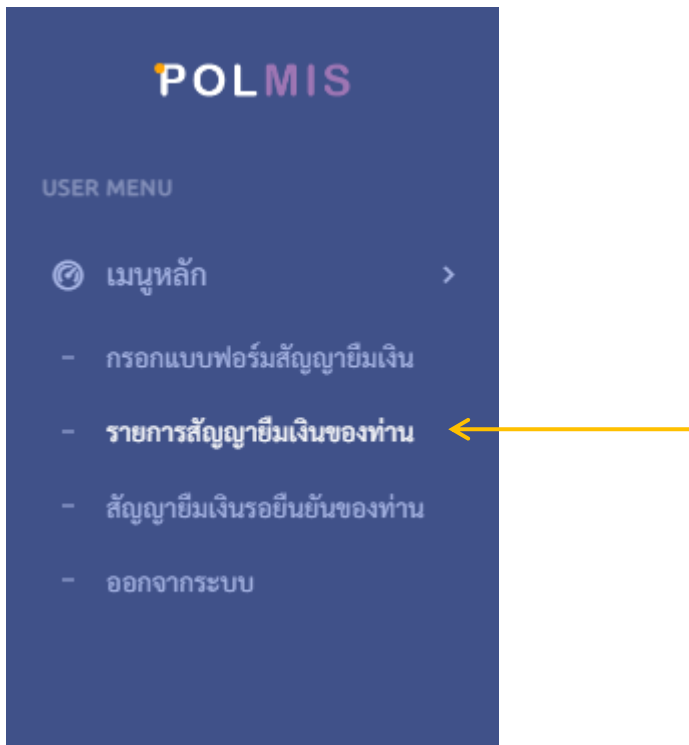 POLMIS
USER MENU
เมนูหลัก
กรอกแบบฟอร์มสัญญายืมเงิน
รายการสัญญายืมเงินของท่าน
สัญญายืมเงินรอยืนยันของท่าน
ออกจากระบบ